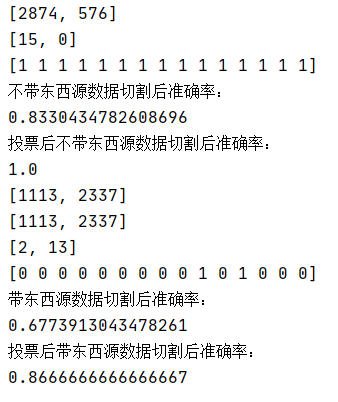 [2874, 576]
[15, 0]
[1 1 1 1 1 1 1 1 1 1 1 1 1 1 1]
不带东西源数据切割后准确率：
0.8330434782608696
投票后不带东西源数据切割后准确率：
1.0
[1113, 2337]
[1113, 2337]
[2, 13]
[0 0 0 0 0 0 0 0 0 1 0 1 0 0 0]
带东西源数据切割后准确率：
0.6773913043478261
投票后带东西源数据切割后准确率：
0.8666666666666667